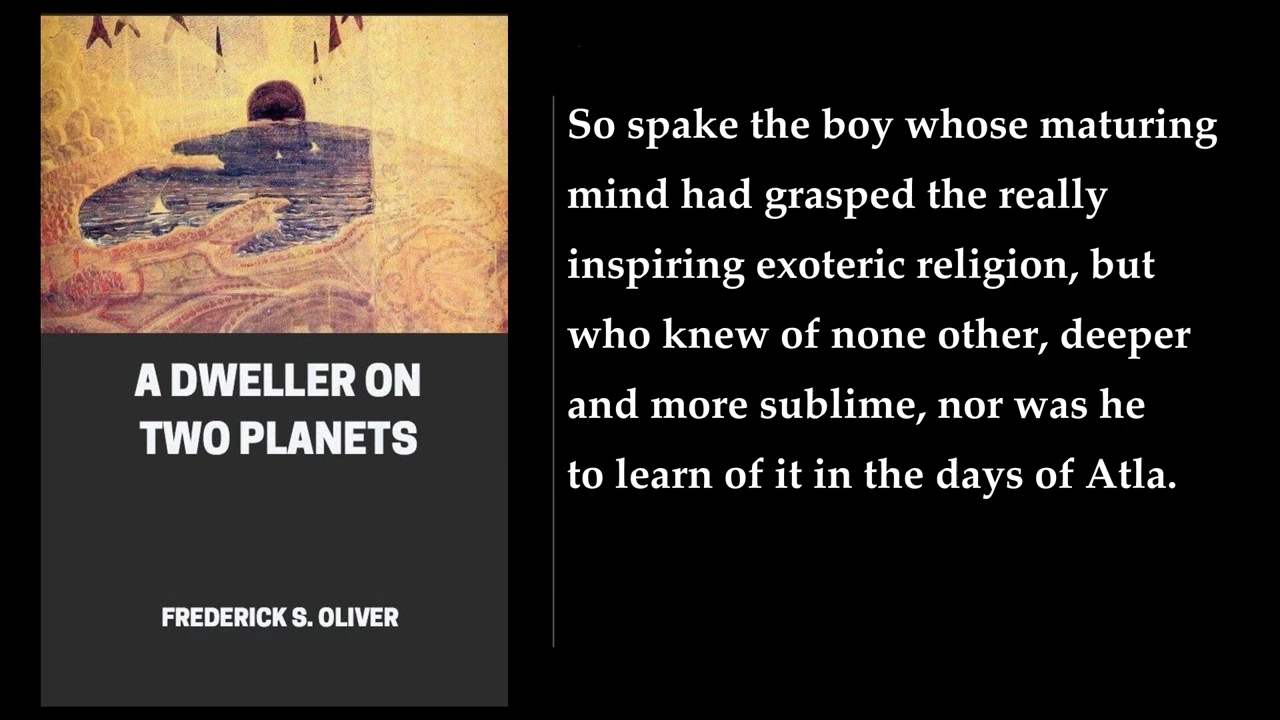 A DWELLER ON
TWO PLANETS
FREDERICK S. OLIVER
So spake the boy whose maturing
mind had grasped the really
inspiring exoteric religion, but
who knew of none other, deeper
and more sublime, nor was he
to learn of it in the days of Atla.